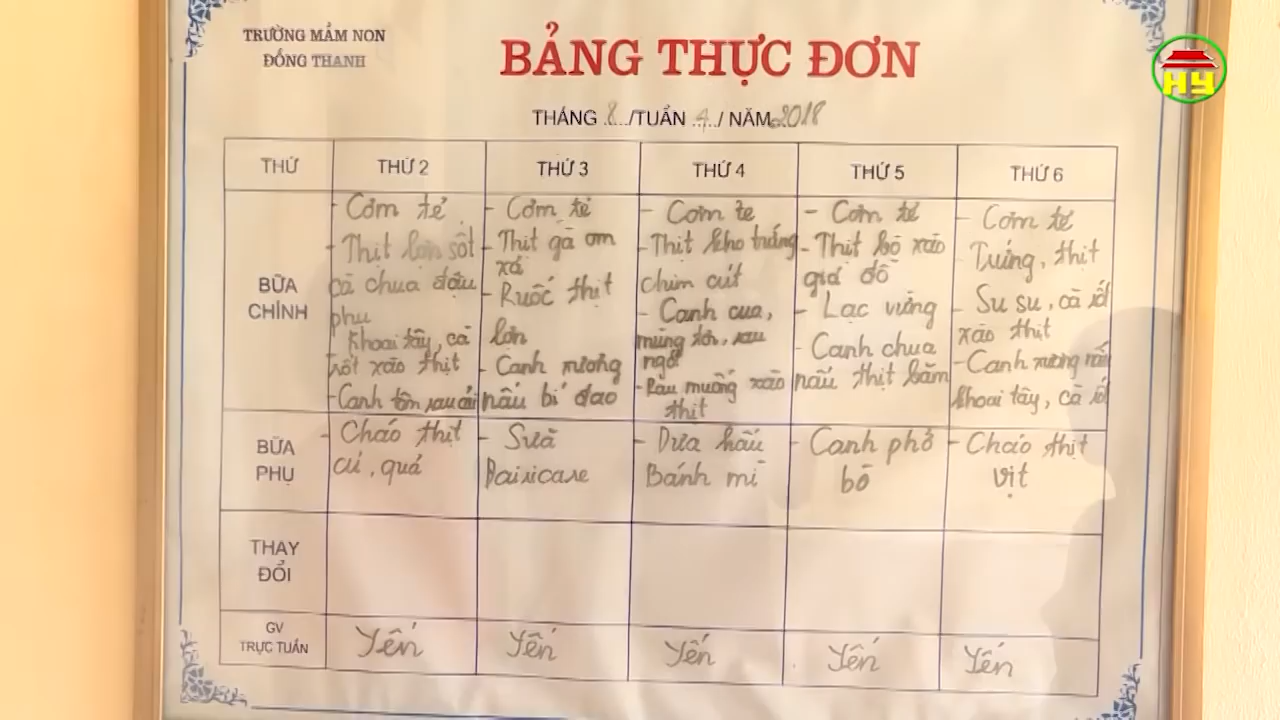 TRƯỜNG MẦM NON
ĐỒNG THANH
BẢNG THỰC ĐƠN
HY
THÁNG 8 /TUẦN 4 / NĂM 2018
THỨ
THỨ 2
THỨ 3
THỨ 4
THỨ 5
THỨ 6
BỮA
CHÍNH
- Cơm tẻ
- Thịt lợn sốt
cà chua đậu
phụ
Khoai tây, cà
rốt xào thịt
- Canh tôm rau cải
- Cơm tẻ
- Thịt gà om
xả
- Ruốc thịt
lợn
- Canh xương
nấu bí đao
- Cơm te
- Thịt kho trứng
chim cút
- Canh cua,
mùng tơi, rau
ngót
- Rau muống xào
thịt
- Cơm tẻ
- Thịt bò xào
giá đỗ
- Lạc vừng
- Canh chua
nấu thịt băm
- Cơm tẻ
Trứng, thịt
- Su su, cà rốt
xào thịt
- Canh xương nấu
khoai tây, cà rốt
BỮA
PHỤ
- Cháo thịt
củ, quả
- Sữa
- Dưa hấu
Bánh mì
- Canh phở
bò
- Cháo thịt
vịt
THAY
ĐỔI
GV
TRỰC TUẦN
Yến
Yến
Yến
Yến
Yến